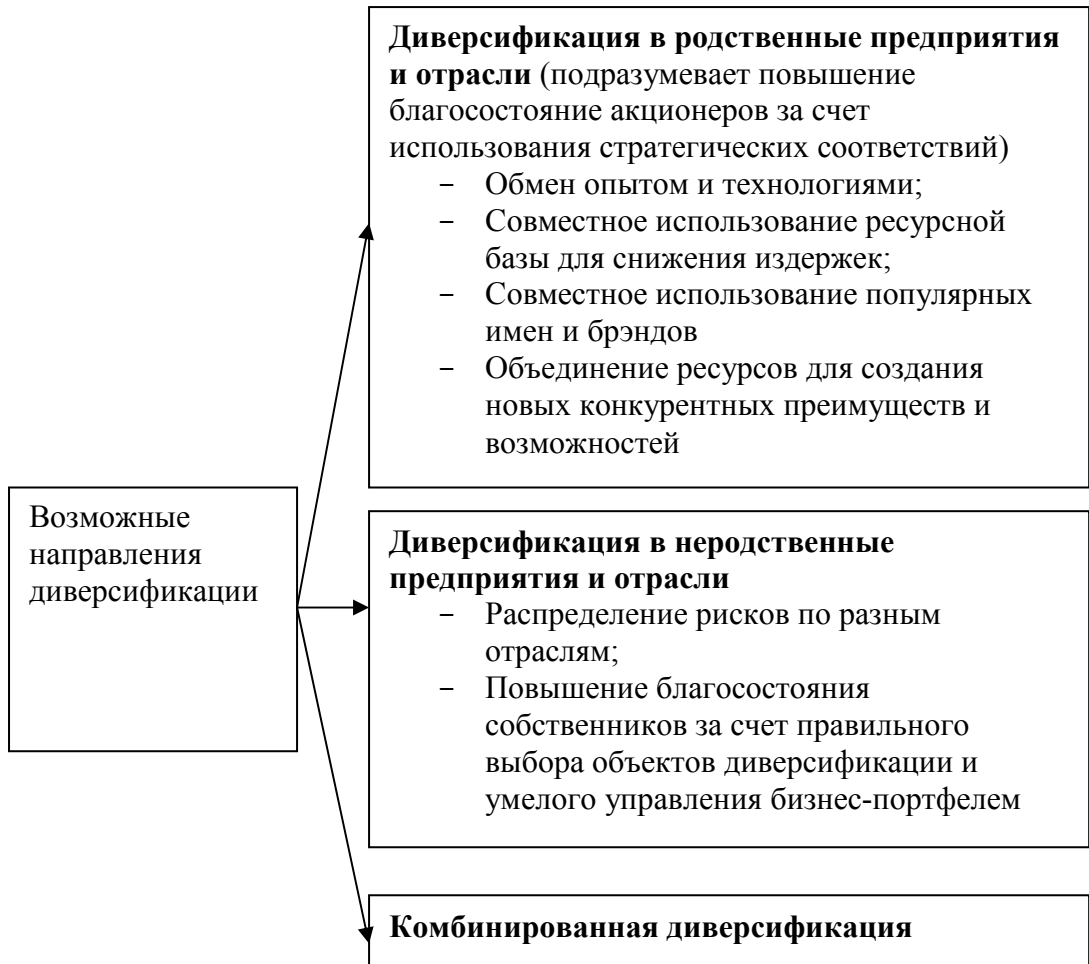 Диверсификация в родственные предприятия
и отрасли (подразумевает повышение
благосостояние акционеров за счет
использования стратегических соответствий)
– Обмен опытом и технологиями;
– Совместное использование ресурсной
базы для снижения издержек;
– Совместное использование популярных
имен и брэндов
– Объединение ресурсов для создания
новых конкурентных преимуществ и
возможностей
Возможные
направления
диверсификации
Диверсификация в неродственные
предприятия и отрасли
– Распределение рисков по разным
отраслям;
– Повышение благосостояния
собственников за счет правильного
выбора объектов диверсификации и
умелого управления бизнес-портфелем
Комбинированная диверсификация